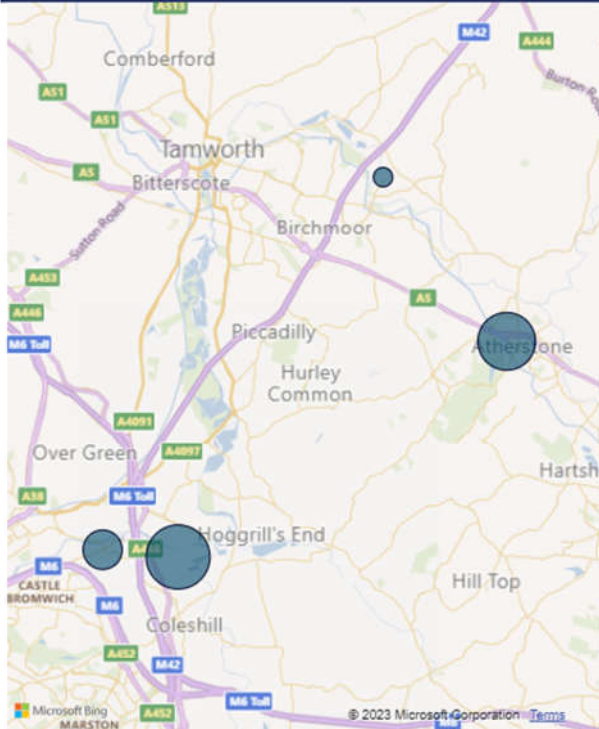 A513
M42
A444
Comberford
Burton Ro
A51
A51
Tamworth
A5
Bitterscote
Sutton Road
Birchmoor
A453
A5
A446
Piccadilly
M6 Toll
Atherstone
Hurley
Common
A4091
Over Green
A4097
Hartsh
A38
M6 Toll
Hoggrill's End
M6
CASTLE
BROMWICH
Hill Top
M6
Coleshill
A452
M42
M6 Toll
Microsoft Bing
A452
© 2023 Microsoft Corporation Terms
MARSTON